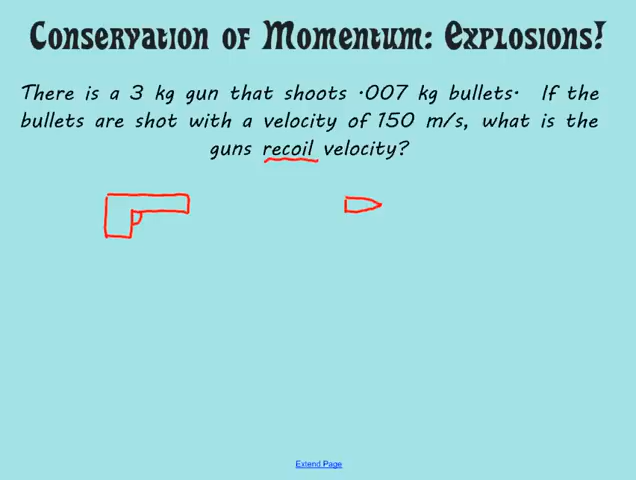 Conservation of Momentum: Explosions!
There is a 3 kg gun that shoots .007 kg bullets. If the
bullets are shot with a velocity of 150 m/s, what is the
guns recoil velocity?
Extend Page